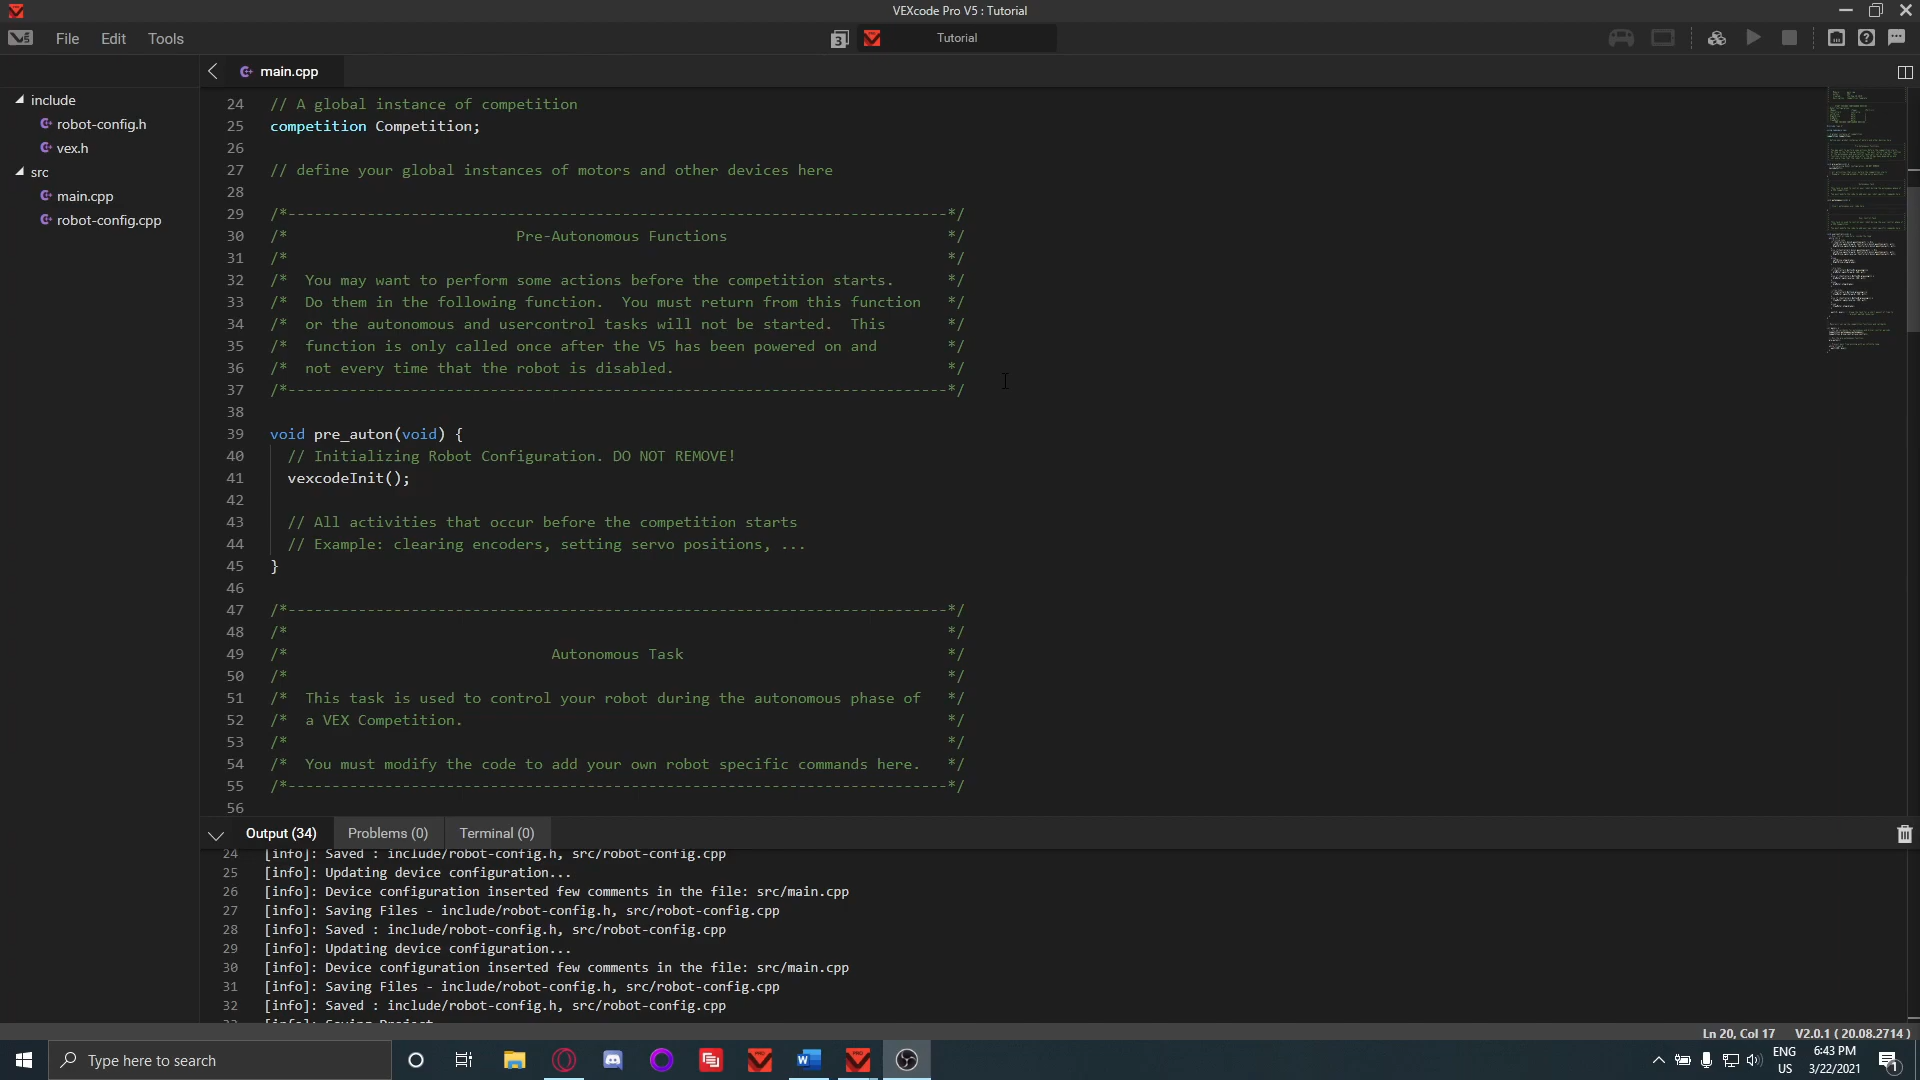 VEXcode Pro V5 : Tutorial
V5 File Edit Tools
3 Tutorial
main.cpp
include
robot-config.h
vex.h
src
main.cpp
robot-config.cpp
24 // A global instance of competition
25 competition Competition;
26
27 // define your global instances of motors and other devices here
28
29 /*---------------------------------------------------------------------------*/
30 /*                          Pre-Autonomous Functions                         */
31 /*                                                                           */
32 /*  You may want to perform some actions before the competition starts.      */
33 /*  Do them in the following function.  You must return from this function   */
34 /*  or the autonomous and usercontrol tasks will not be started.  This       */
35 /*  function is only called once after the V5 has been powered on and        */
36 /*  not every time that the robot is disabled.                               */
37 /*---------------------------------------------------------------------------*/
38
39 void pre_auton(void) {
40   // Initializing Robot Configuration. DO NOT REMOVE!
41   vexcodeInit();
42
43   // All activities that occur before the competition starts
44   // Example: clearing encoders, setting servo positions, ...
45 }
46
47 /*---------------------------------------------------------------------------*/
48 /*                                                                           */
49 /*                              Autonomous Task                              */
50 /*                                                                           */
51 /*  This task is used to control your robot during the autonomous phase of   */
52 /*  a VEX Competition.                                                       */
53 /*                                                                           */
54 /*  You must modify the code to add your own robot specific commands here.   */
55 /*---------------------------------------------------------------------------*/
56
Output (34) Problems (0) Terminal (0)
24 [info]: Saved : include/robot-config.h, src/robot-config.cpp
25 [info]: Updating device configuration...
26 [info]: Device configuration inserted few comments in the file: src/main.cpp
27 [info]: Saving Files - include/robot-config.h, src/robot-config.cpp
28 [info]: Saved : include/robot-config.h, src/robot-config.cpp
29 [info]: Updating device configuration...
30 [info]: Device configuration inserted few comments in the file: src/main.cpp
31 [info]: Saving Files - include/robot-config.h, src/robot-config.cpp
32 [info]: Saved : include/robot-config.h, src/robot-config.cpp
Ln 20, Col 17 V2.0.1 ( 20.08.2714 )
Type here to search
ENG
US
6:43 PM
3/22/2021
1